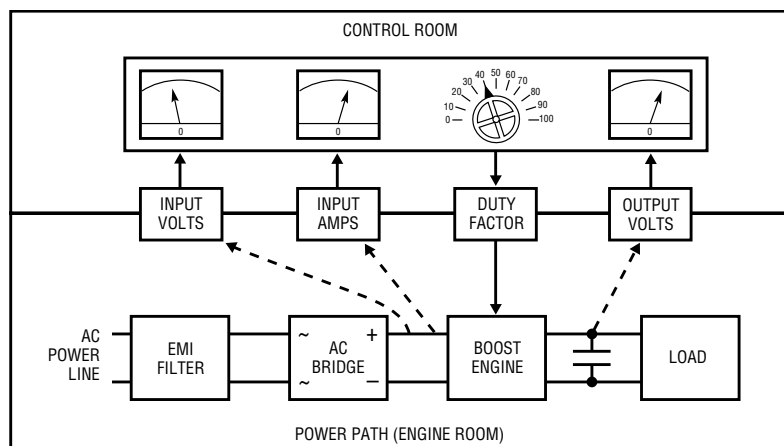 CONTROL ROOM
0
0
0
10
20
30
40
50
60
70
80
90
100
0
INPUT
VOLTS
INPUT
AMPS
DUTY
FACTOR
OUTPUT
VOLTS
AC
POWER
LINE
EMI
FILTER
~ +
AC
BRIDGE
~ –
BOOST
ENGINE
LOAD
POWER PATH (ENGINE ROOM)